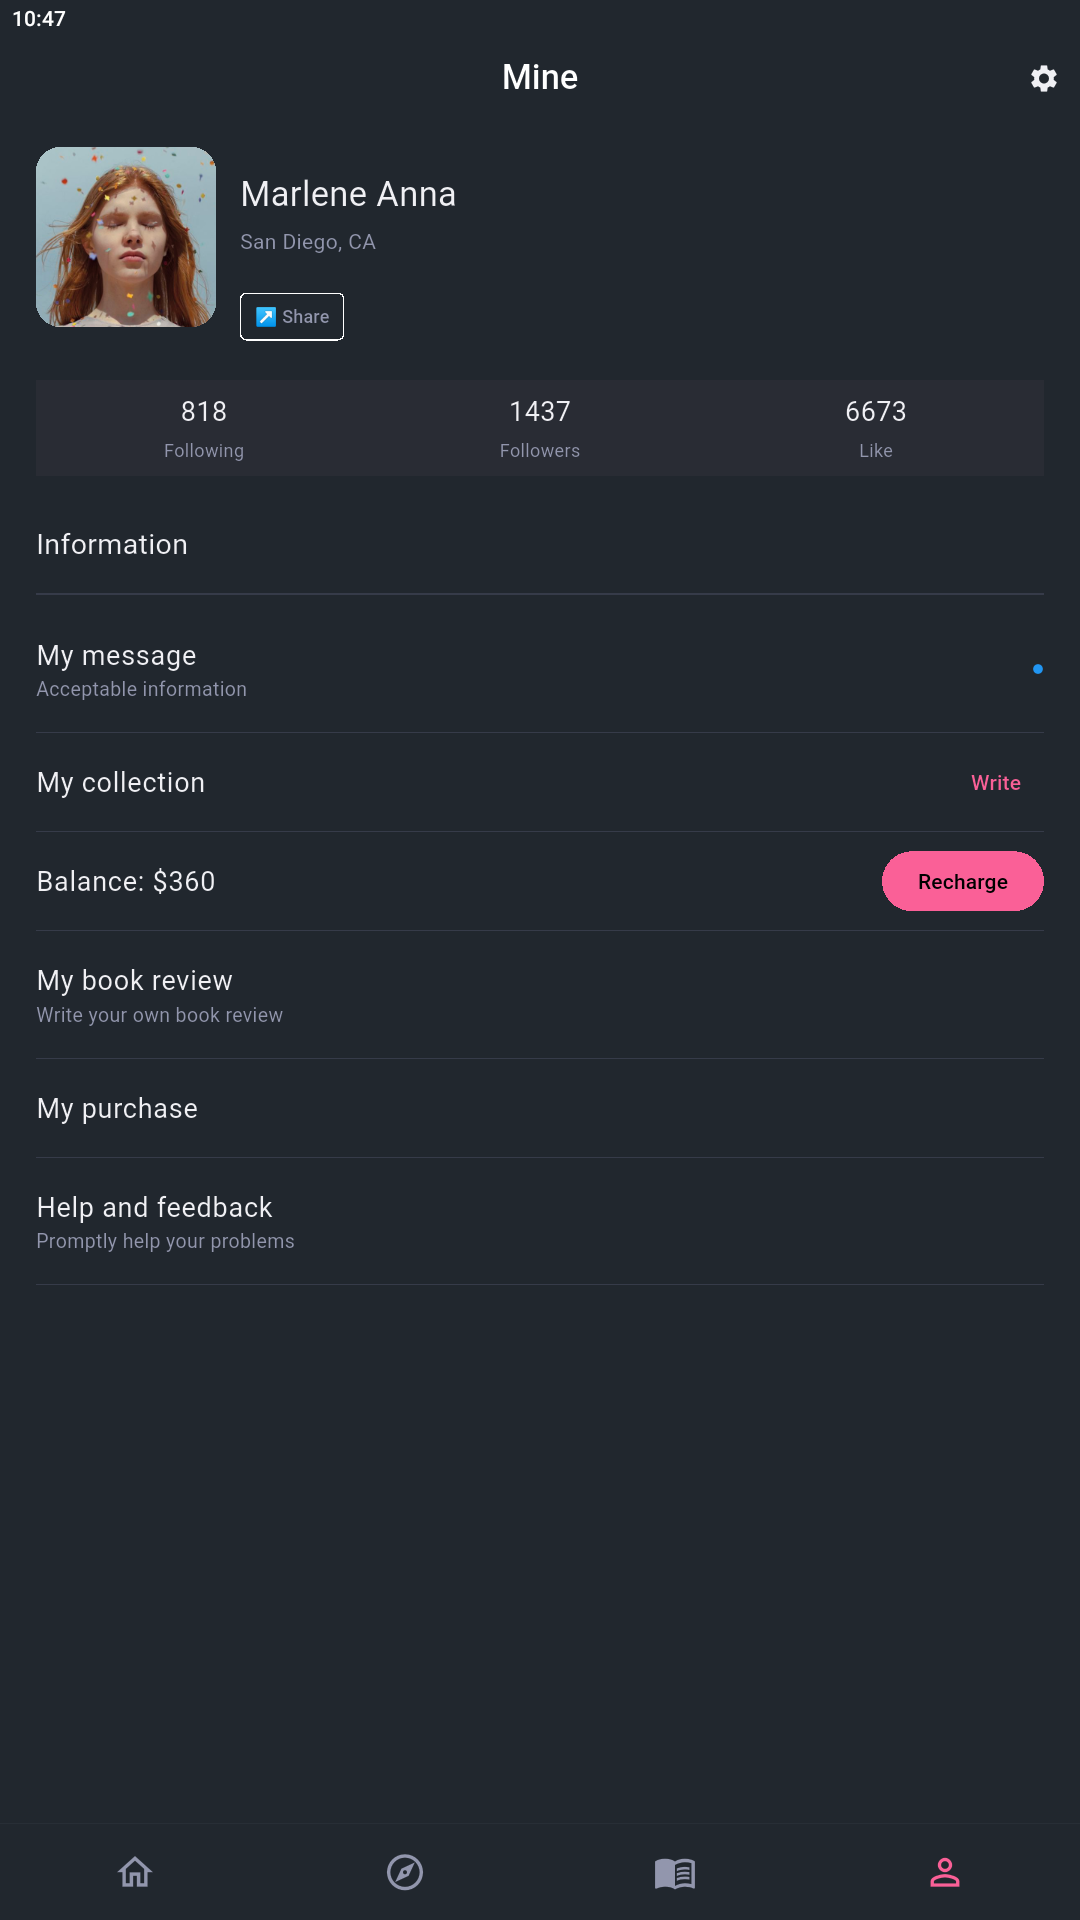 10:47
Mine
Marlene Anna
San Diego, CA
Share
818
1437
6673
Following
Followers
Like
Information
My message
Acceptable information
My collection
Write
Balance: $360
Recharge
My book review
Write your own book review
My purchase
Help and feedback
Promptly help your problems